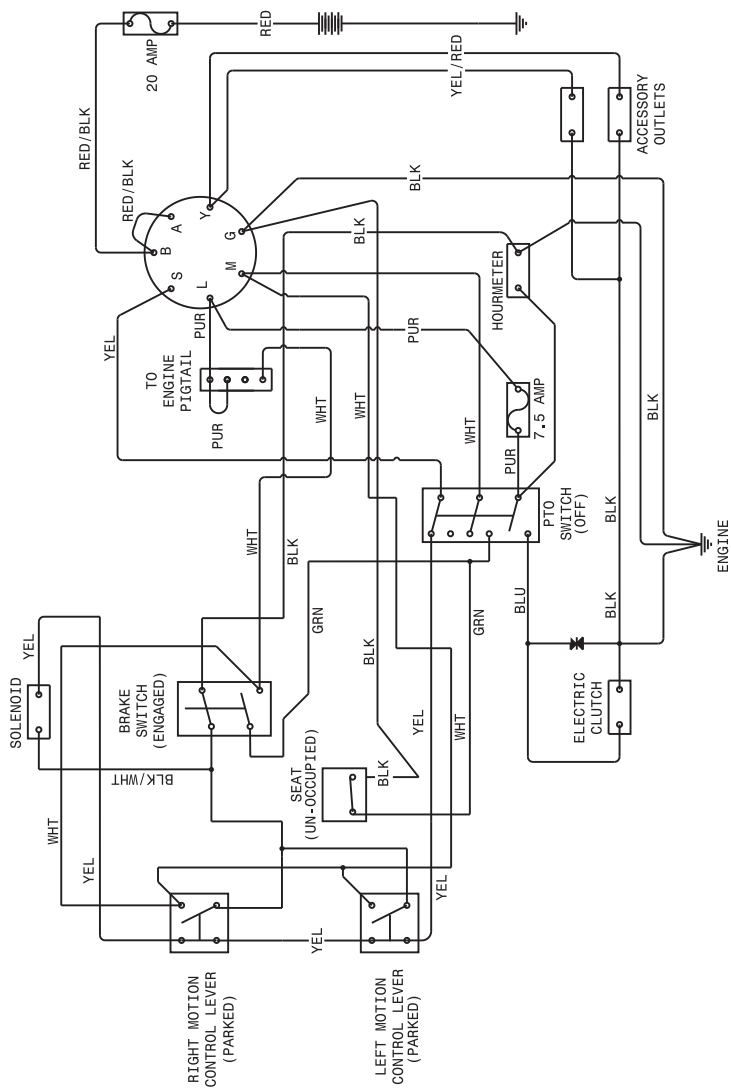 RED
20 AMP
RED/BLK
RED/BLK
YEL/RED
ACCESSORY
OUTLETS
A
Y
B
G
S
M
L
BLK
BLK
HOURMETER
YEL
PUR
PUR
TO
ENGINE
PIGTAIL
PUR
WHT
WHT
WHT
7.5 AMP
PUR
BLK
PTO
SWITCH
(OFF)
BLK
ENGINE
WHT
BLK
GRN
GRN
BLU
BLK
BLK
YEL
SOLENOID
BRAKE
SWITCH
(ENGAGED)
BLK/WHT
YEL
WHT
ELECTRIC
CLUTCH
SEAT
(UN-OCCUPIED)
BLK
WHT
YEL
YEL
YEL
RIGHT MOTION
CONTROL LEVER
(PARKED)
LEFT MOTION
CONTROL LEVER
(PARKED)